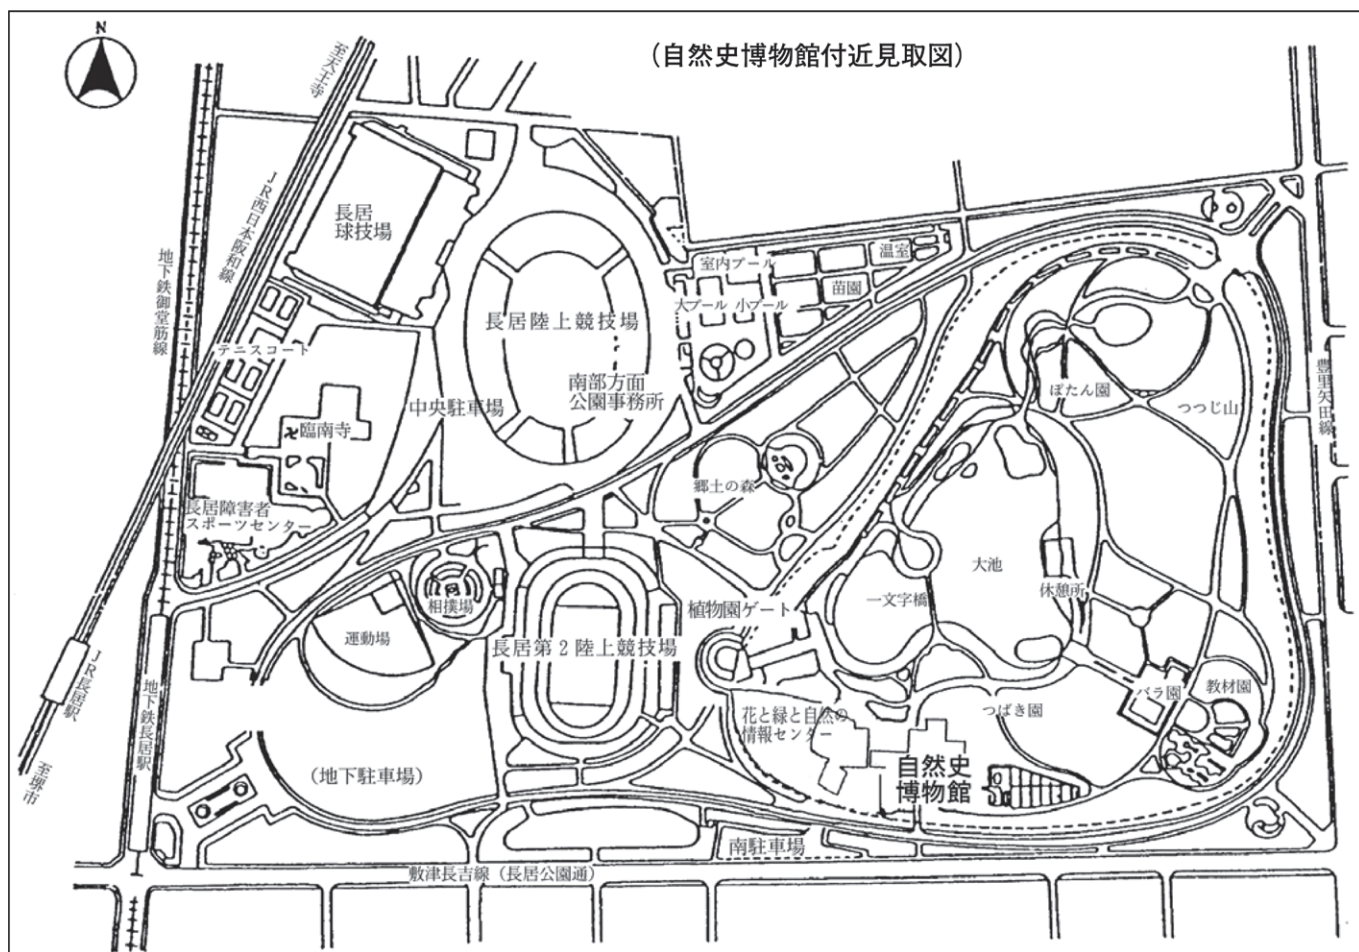 (自然史博物館付近見取図)
N
至天王寺
JR西日本阪和線
地下鉄御堂筋線
長居
球技場
テニスコート
臨南寺
中央駐車場
長居陸上競技場
南部方面
公園事務所
室内プール
温室
苗園
大プール
小プール
ぼたん園
つつじ山
豊里矢田線
郷土の森
長居障害者
スポーツセンター
相撲場
運動場
長居第2陸上競技場
植物園ゲート
一文字橋
大池
休憩所
バラ園
教材園
つばき園
花と緑と自然の
情報センター
自然史
博物館
JR長居駅
地下鉄長居駅
至堺市
(地下駐車場)
南駐車場
敷津長吉線(長居公園通)